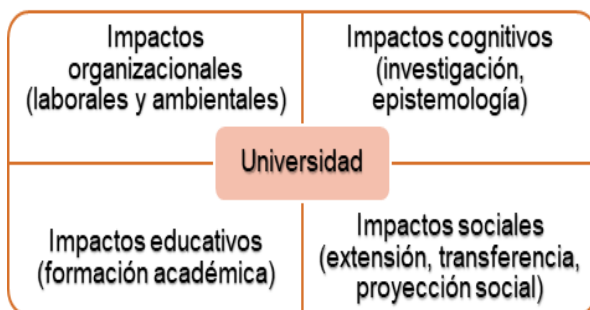 Impactos
organizacionales
(laborales y ambientales)
Impactos cognitivos
(investigación,
epistemología)
Universidad
Impactos educativos
(formación académica)
Impactos sociales
(extensión, transferencia,
proyección social)